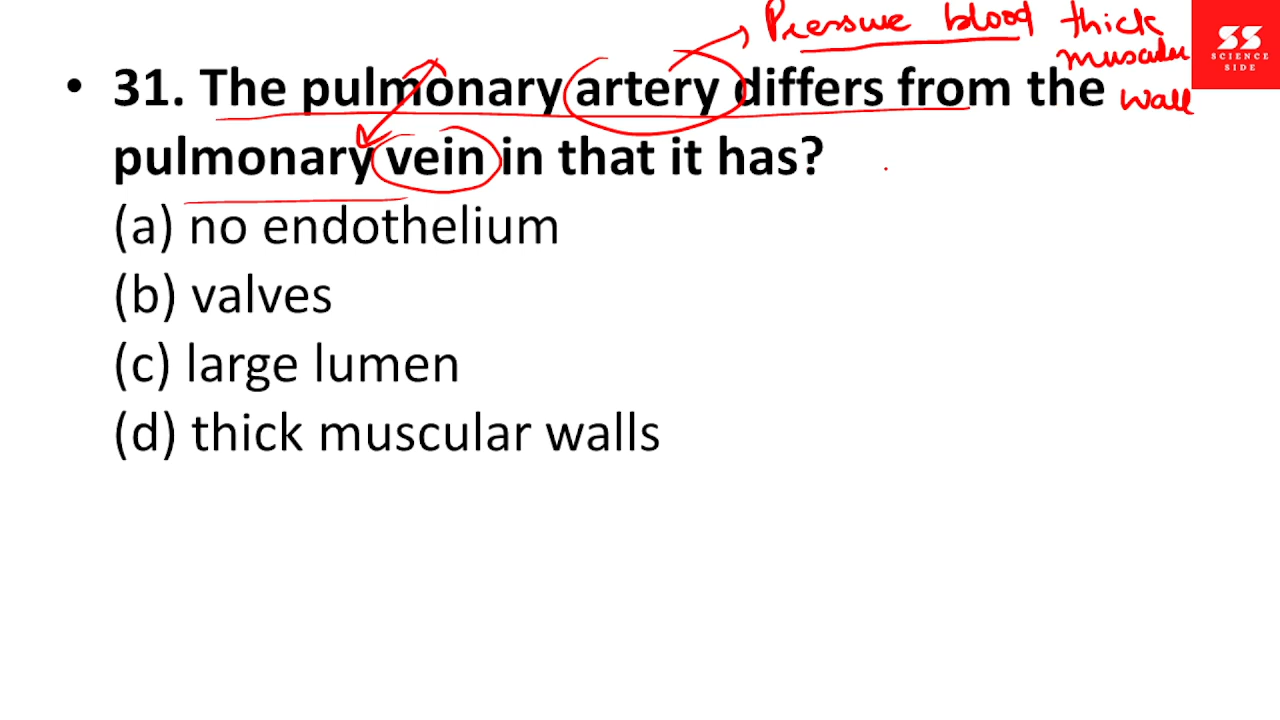 Pressure blood thick
muscular
wall
SS
SCIENCE
SIDE
• 31. The pulmonary artery differs from the
pulmonary vein in that it has?
(a) no endothelium
(b) valves
(c) large lumen
(d) thick muscular walls